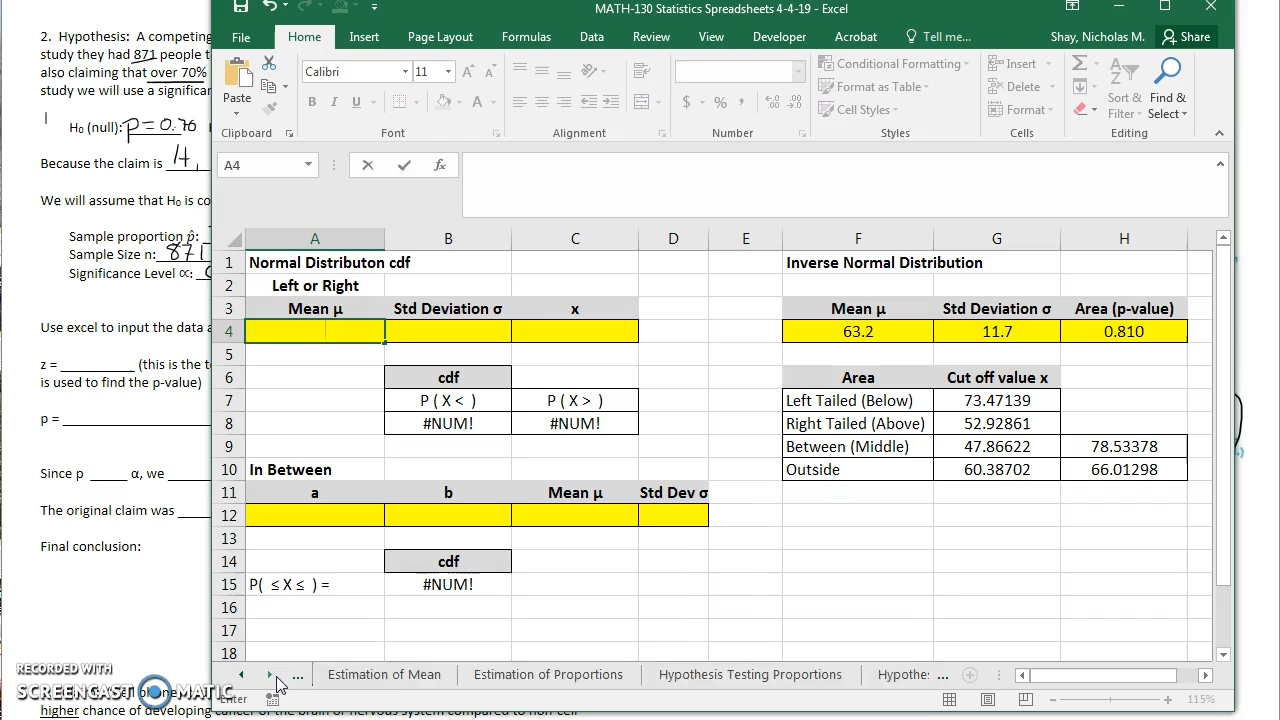 MATH-130 Statistics Spreadsheets 4-4-19 - Excel
File Home Insert Page Layout Formulas Data Review View Developer Acrobat Tell me... Shay, Nicholas M. Share
Paste
Calibri 11
B I U A
$ % ,
Conditional Formatting
Format as Table
Cell Styles
Insert
Delete
Format
Sort & Filter
Find & Select
Clipboard Font Alignment Number Styles Cells Editing
A4 fx
A B C D E F G H
1 Normal Distributon cdf Inverse Normal Distribution
2 Left or Right
3 Mean μ Std Deviation σ x Mean μ Std Deviation σ Area (p-value)
4 63.2 11.7 0.810
5
6 cdf Area Cut off value x
7 P ( X < ) P ( X > ) Left Tailed (Below) 73.47139
8 #NUM! #NUM! Right Tailed (Above) 52.92861
9 Between (Middle) 47.86622 78.53378
10 In Between Outside 60.38702 66.01298
11 a b Mean μ Std Dev σ
12
13
14 cdf
15 P( ≤ X ≤ ) = #NUM!
16
17
18
... Estimation of Mean Estimation of Proportions Hypothesis Testing Proportions Hypothe ...
Enter 115%
2. Hypothesis: A competing
study they had 871 people t
also claiming that over 70%
study we will use a significan
H₀ (null): p = 0.70
Because the claim is H₁
We will assume that H₀ is co
Sample proportion p̂:
Sample Size n: 871
Significance Level ∝:
Use excel to input the data a
z = __________ (this is the t
is used to find the p-value)
p =
Since p ______ α, we
The original claim was
Final conclusion:
RECORDED WITH
SCREENCAST MATIC
higher chance of developing cancer of the brain or nervous system compared to non-cell